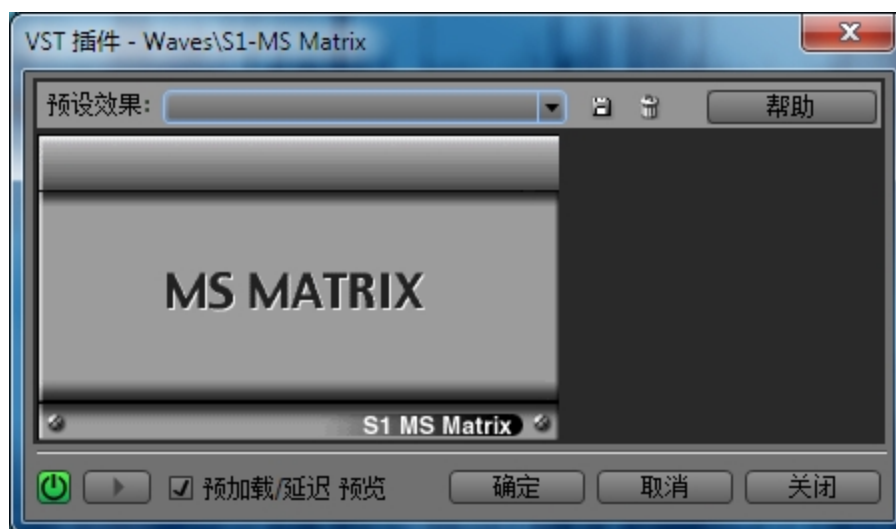 VST 插件 - Waves\S1-MS Matrix
预设效果:
帮助
MS MATRIX
S1 MS Matrix
预加载/延迟 预览
确定
取消
关闭